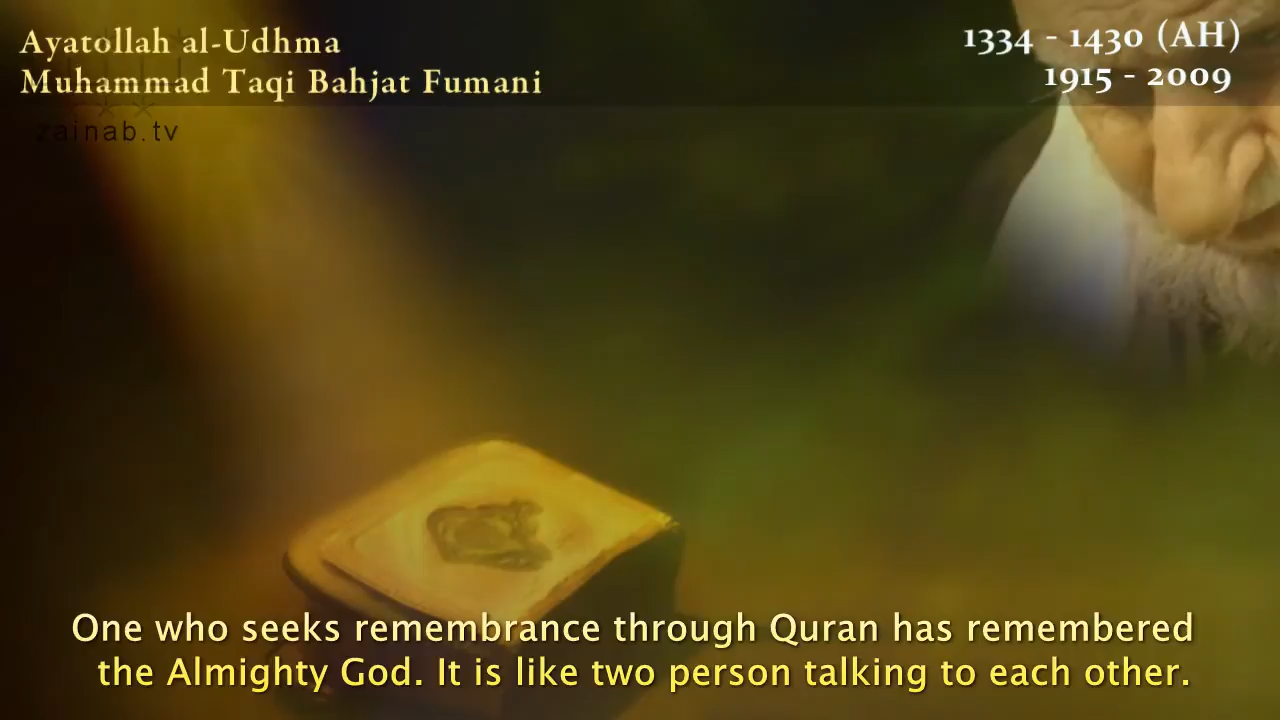 Ayatollah al-Udhma
Muhammad Taqi Bahjat Fumani
1334 - 1430 (AH)
1915 - 2009
zainab.tv
One who seeks remembrance through Quran has remembered
the Almighty God. It is like two person talking to each other.